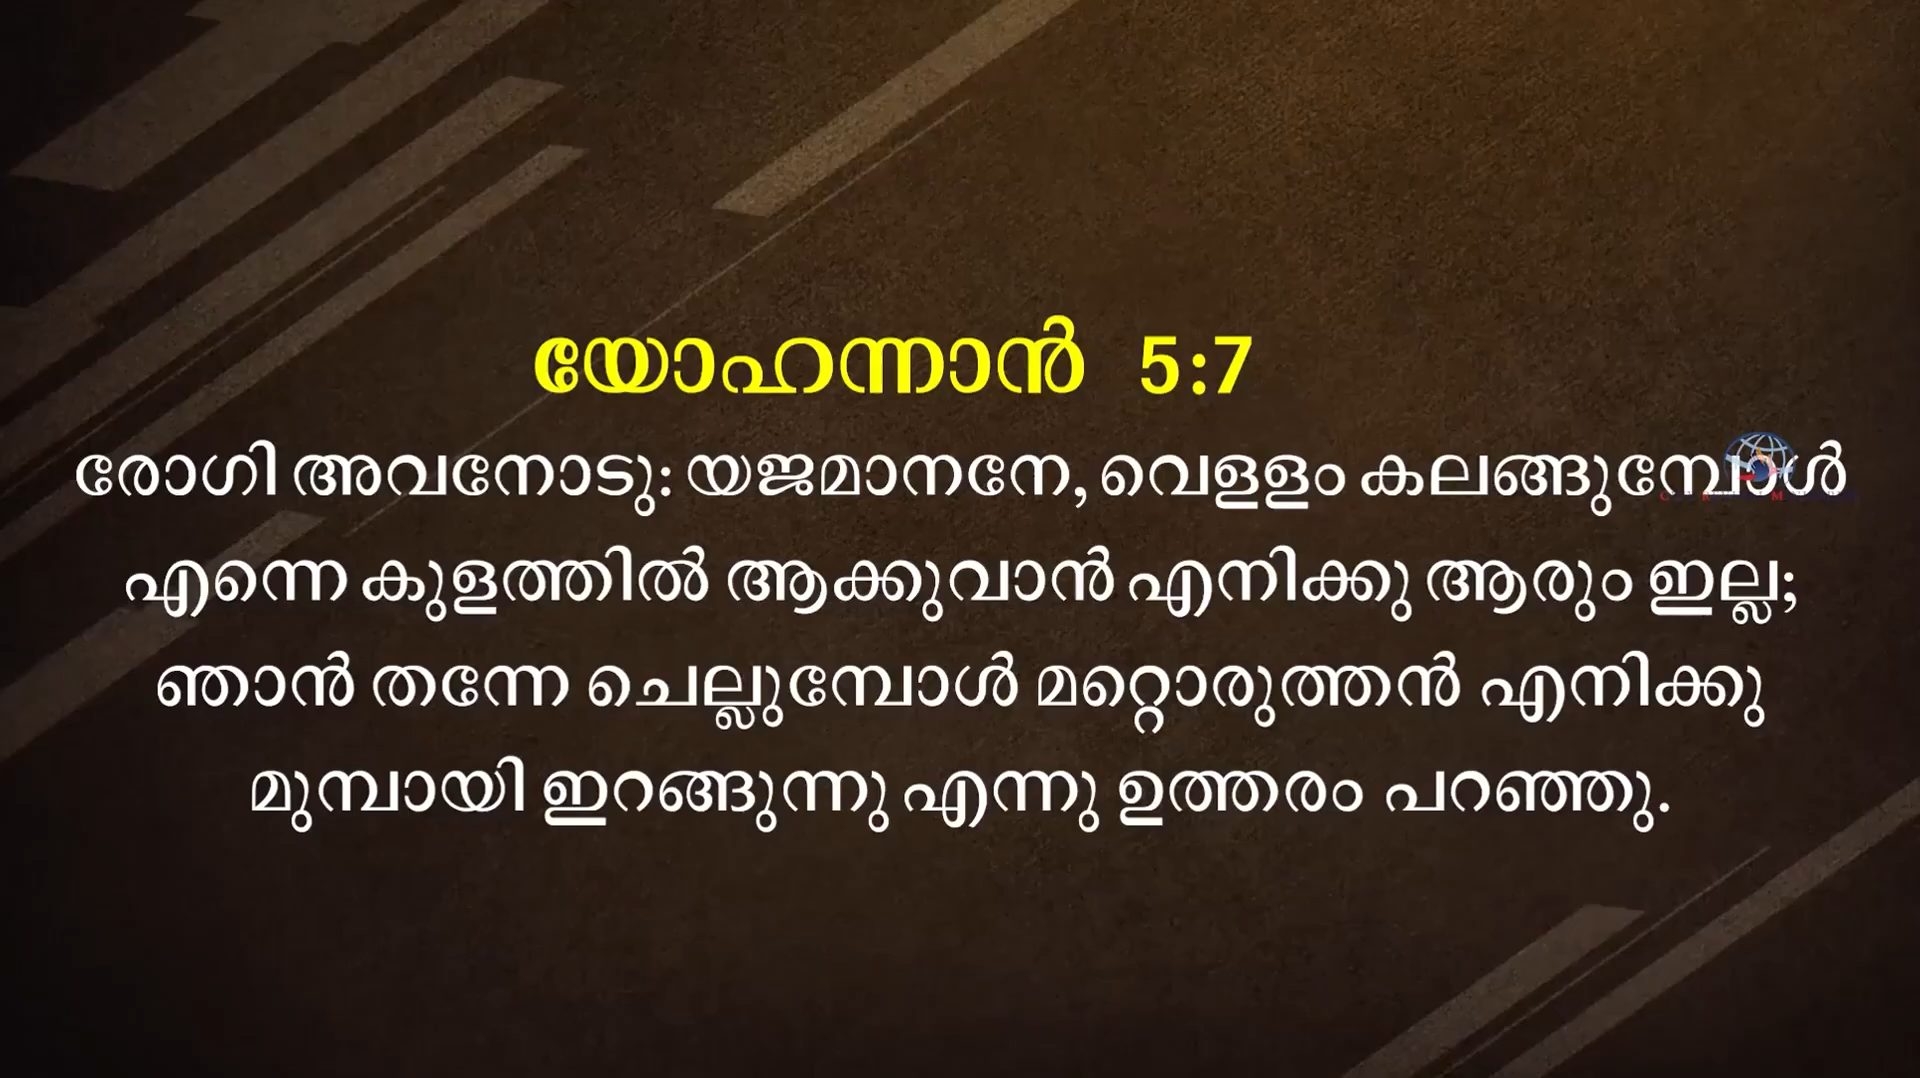 യോഹന്നാൻ 5:7
രോഗി അവനോടു: യജമാനനേ, വെള്ളം കലങ്ങുമ്പോൾ
എന്നെ കുളത്തിൽ ആക്കുവാൻ എനിക്കു ആരും ഇല്ല;
ഞാൻ തന്നേ ചെല്ലുമ്പോൾ മറ്റൊരുത്തൻ എനിക്കു
മുമ്പായി ഇറങ്ങുന്നു എന്നു ഉത്തരം പറഞ്ഞു.